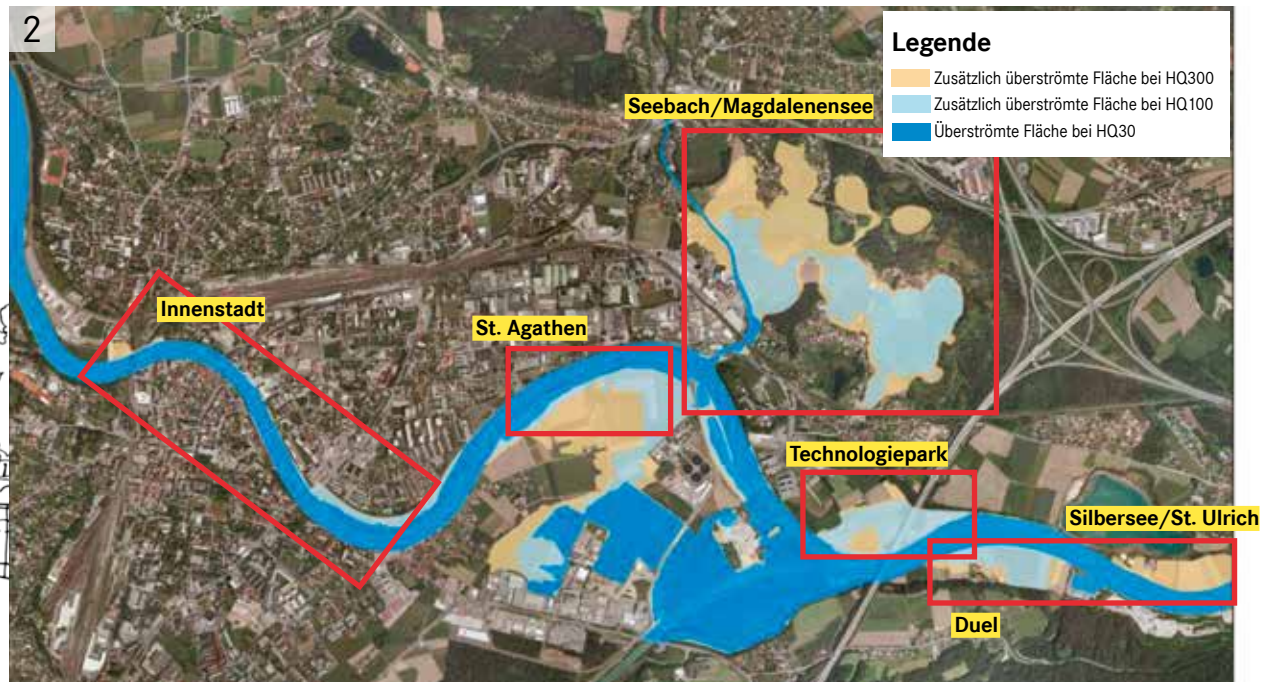 2
Legende
Zusätzlich überströmte Fläche bei HQ300
Zusätzlich überströmte Fläche bei HQ100
Überströmte Fläche bei HQ30
Seebach/Magdalenensee
Innenstadt
St. Agathen
Technologiepark
Silbersee/St. Ulrich
Duel